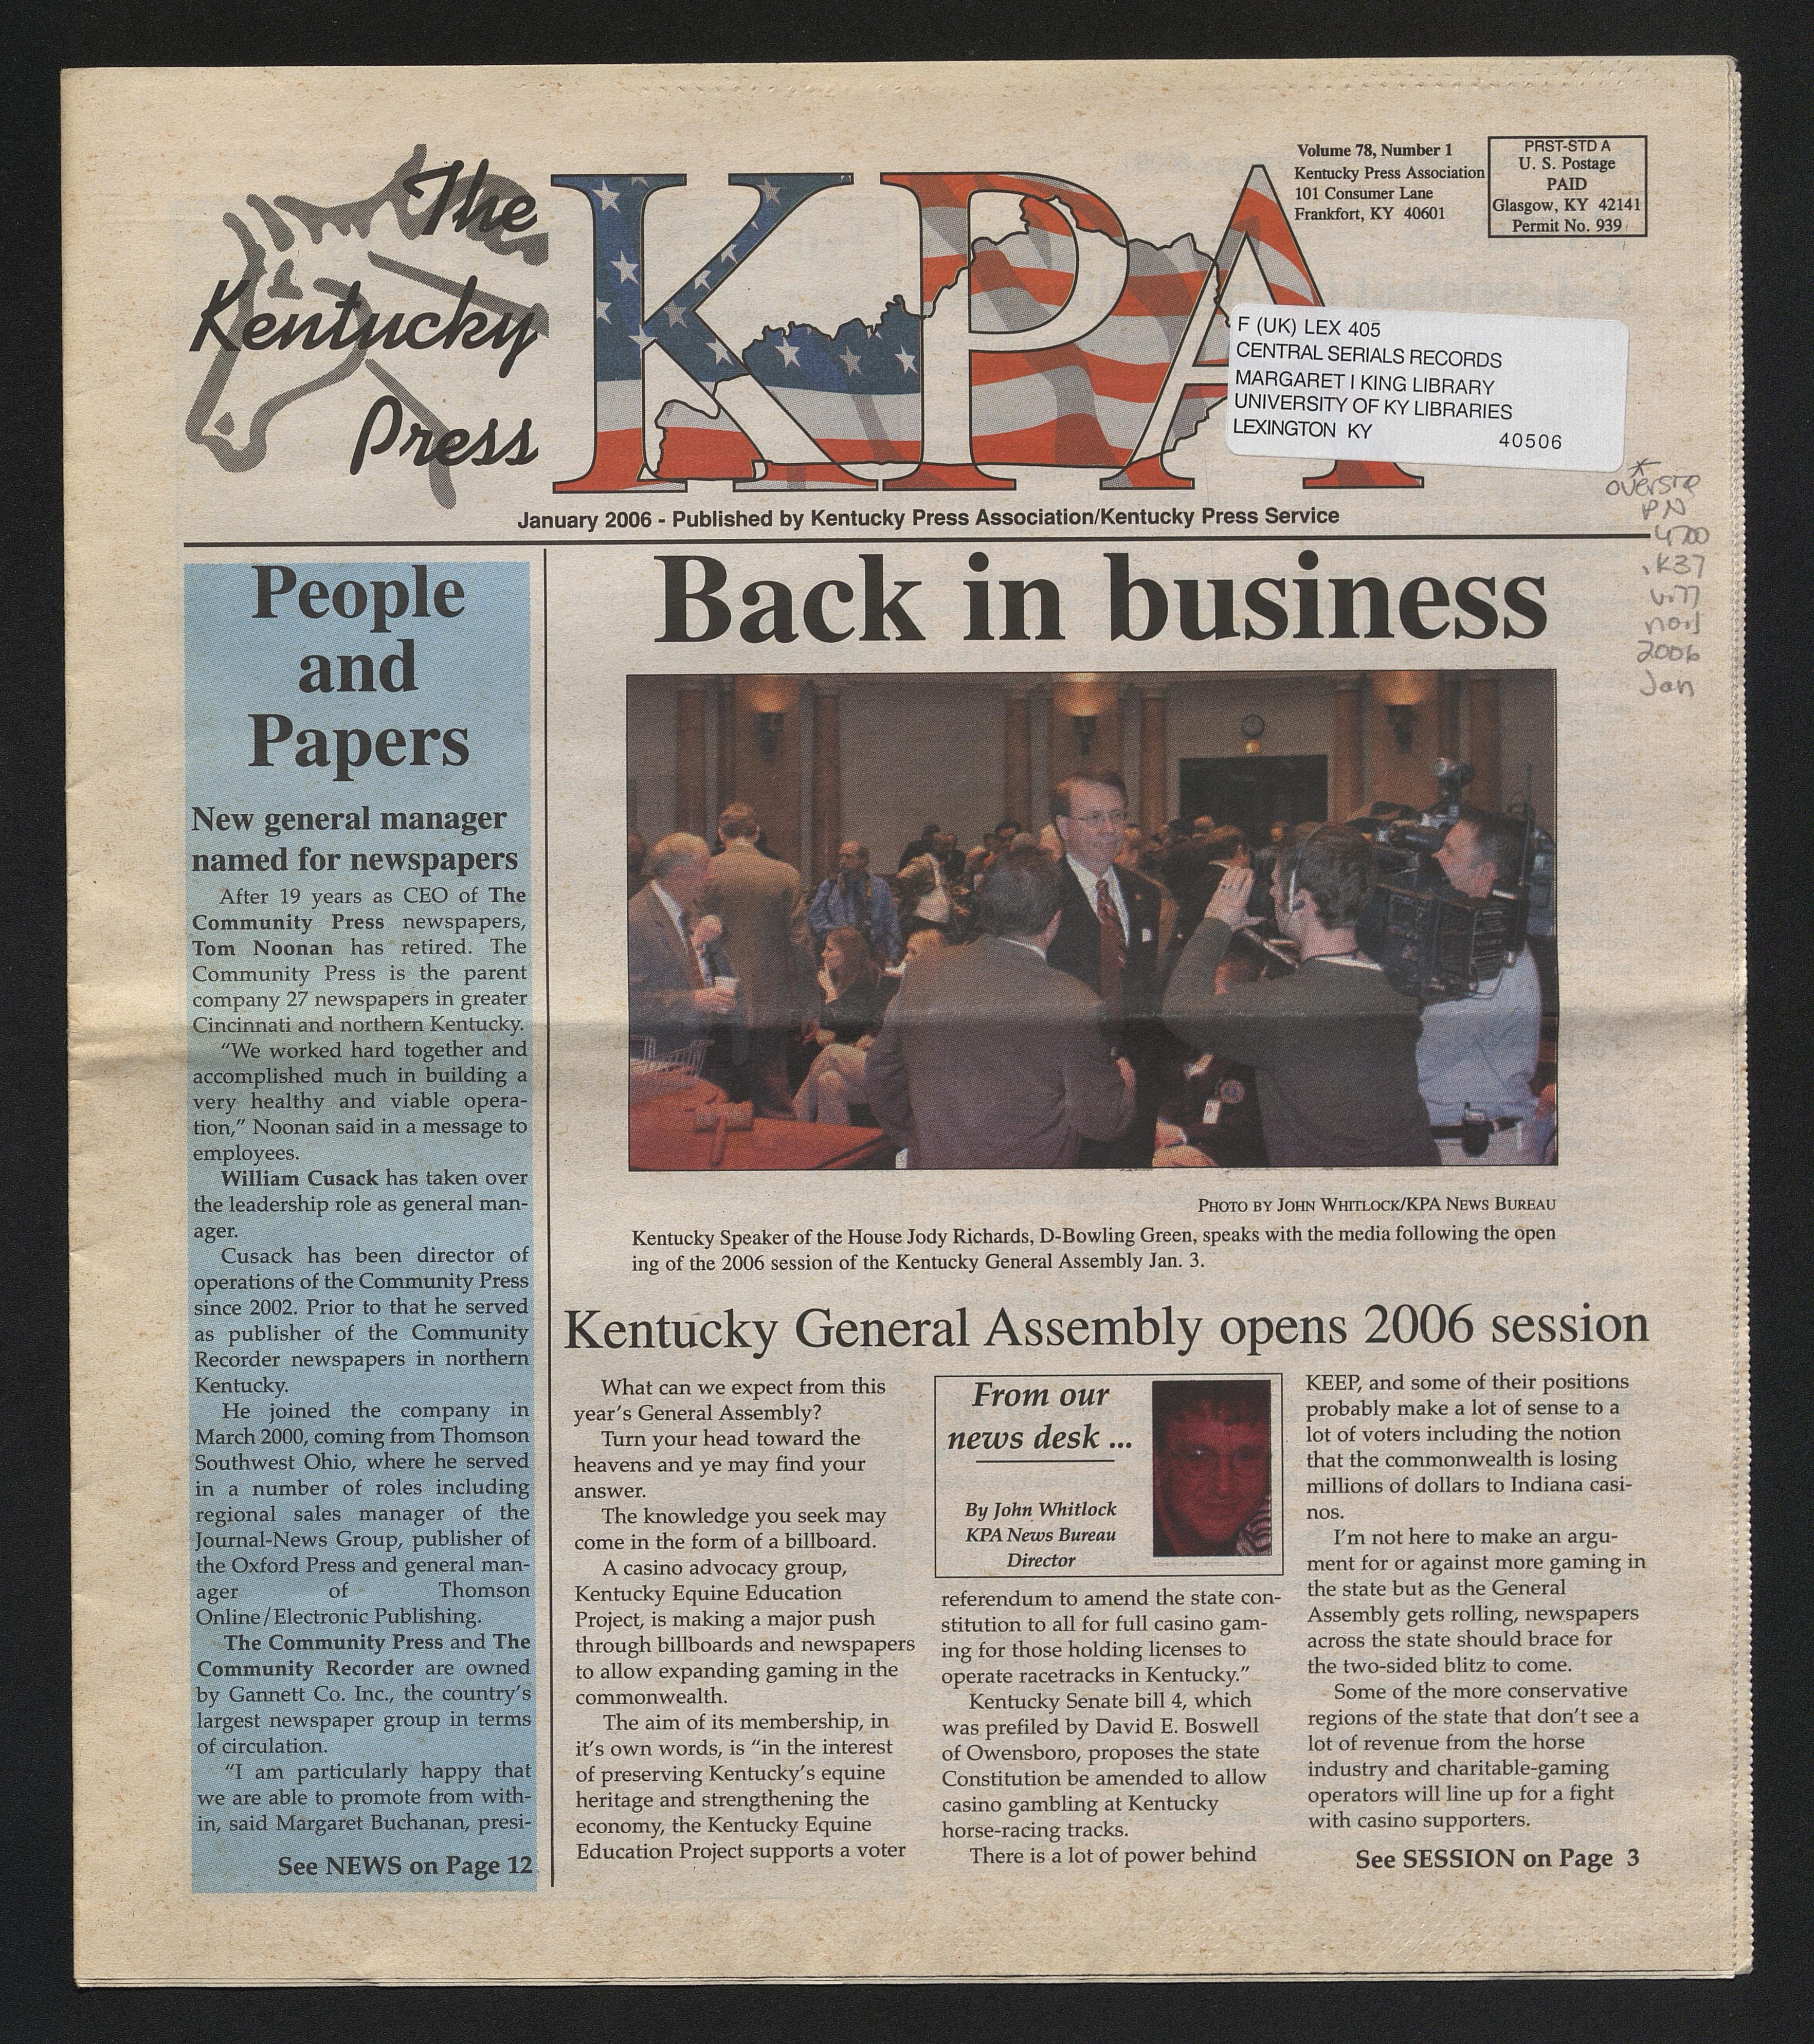 The
Kentucky
Press
KPA
Volume 78, Number 1
Kentucky Press Association
101 Consumer Lane
Frankfort, KY 40601
PRST-STD A
U. S. Postage
PAID
Glasgow, KY 42141
Permit No. 939
F (UK) LEX 405
CENTRAL SERIALS RECORDS
MARGARET I KING LIBRARY
UNIVERSITY OF KY LIBRARIES
LEXINGTON KY 40506
PN
4700
.K37
no.1
2006
Jan
January 2006 - Published by Kentucky Press Association/Kentucky Press Service
People
and
Papers
New general manager
named for newspapers
After 19 years as CEO of The
Community Press newspapers,
Tom Noonan has retired. The
Community Press is the parent
company 27 newspapers in greater
Cincinnati and northern Kentucky.
“We worked hard together and
accomplished much in building a
very healthy and viable opera-
tion,” Noonan said in a message to
employees.
William Cusack has taken over
the leadership role as general man-
ager.
Cusack has been director of
operations of the Community Press
since 2002. Prior to that he served
as publisher of the Community
Recorder newspapers in northern
Kentucky.
He joined the company in
March 2000, coming from Thomson
Southwest Ohio, where he served
in a number of roles including
regional sales manager of the
Journal-News Group, publisher of
the Oxford Press and general man-
ager of Thomson
Online/Electronic Publishing.
The Community Press and The
Community Recorder are owned
by Gannett Co. Inc., the country’s
largest newspaper group in terms
of circulation.
“I am particularly happy that
we are able to promote from with-
in, said Margaret Buchanan, presi-
See NEWS on Page 12
Back in business
PHOTO BY JOHN WHITLOCK/KPA NEWS BUREAU
Kentucky Speaker of the House Jody Richards, D-Bowling Green, speaks with the media following the open
ing of the 2006 session of the Kentucky General Assembly Jan. 3.
Kentucky General Assembly opens 2006 session
What can we expect from this
year’s General Assembly?
Turn your head toward the
heavens and ye may find your
answer.
The knowledge you seek may
come in the form of a billboard.
A casino advocacy group,
Kentucky Equine Education
Project, is making a major push
through billboards and newspapers
to allow expanding gaming in the
commonwealth.
The aim of its membership, in
it’s own words, is “in the interest
of preserving Kentucky’s equine
heritage and strengthening the
economy, the Kentucky Equine
Education Project supports a voter
From our
news desk ...
By John Whitlock
KPA News Bureau
Director
referendum to amend the state con-
stitution to all for full casino gam-
ing for those holding licenses to
operate racetracks in Kentucky.”
Kentucky Senate bill 4, which
was prefiled by David E. Boswell
of Owensboro, proposes the state
Constitution be amended to allow
casino gambling at Kentucky
horse-racing tracks.
There is a lot of power behind
KEEP, and some of their positions
probably make a lot of sense to a
lot of voters including the notion
that the commonwealth is losing
millions of dollars to Indiana casi-
nos.
I’m not here to make an argu-
ment for or against more gaming in
the state but as the General
Assembly gets rolling, newspapers
across the state should brace for
the two-sided blitz to come.
Some of the more conservative
regions of the state that don’t see a
lot of revenue from the horse
industry and charitable-gaming
operators will line up for a fight
with casino supporters.
See SESSION on Page 3